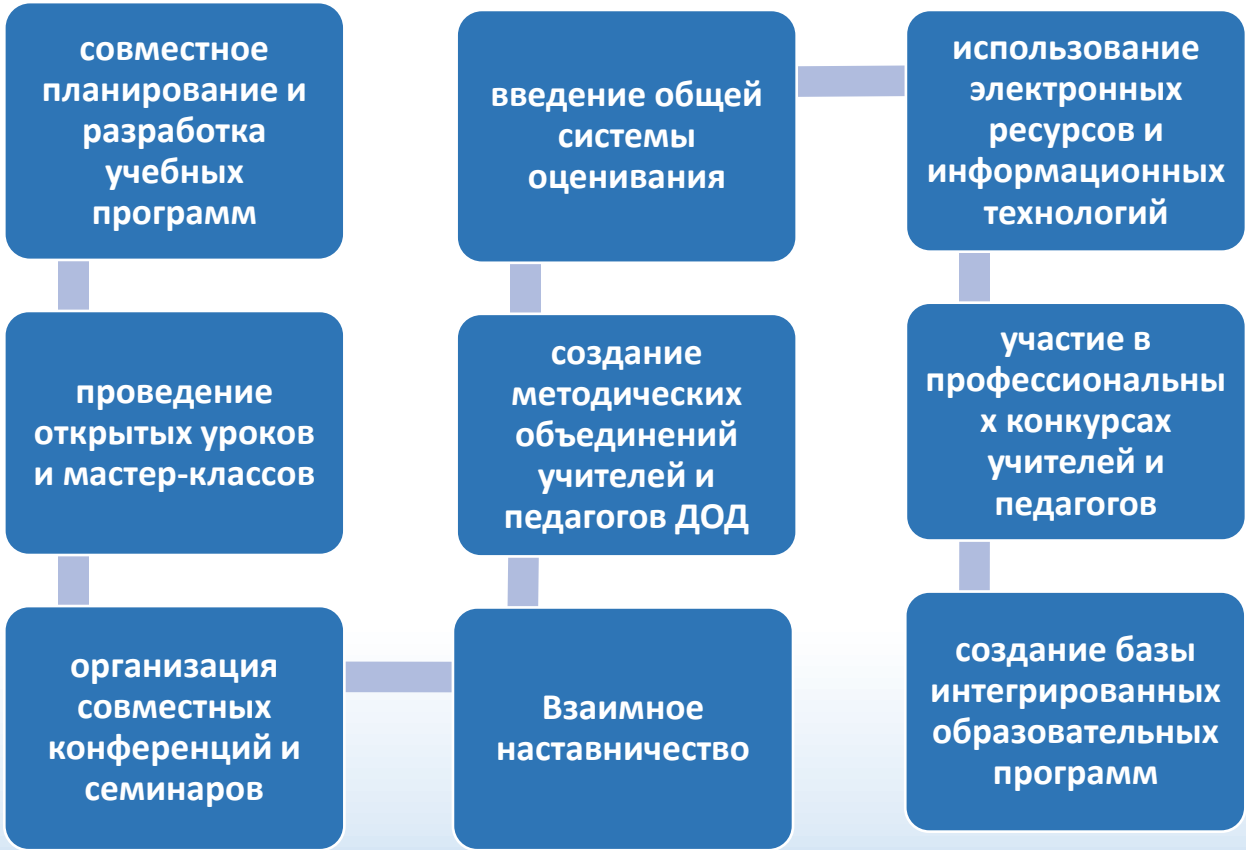 совместное
планирование и
разработка
учебных
программ
проведение
открытых уроков
и мастер-классов
организация
совместных
конференций и
семинаров
Взаимное
наставничество
создание
методических
объединений
учителей и
педагогов ДОД
введение общей
системы
оценивания
использование
электронных
ресурсов и
информационных
технологий
участие в
профессиональны
х конкурсах
учителей и
педагогов
создание базы
интегрированных
образовательных
программ